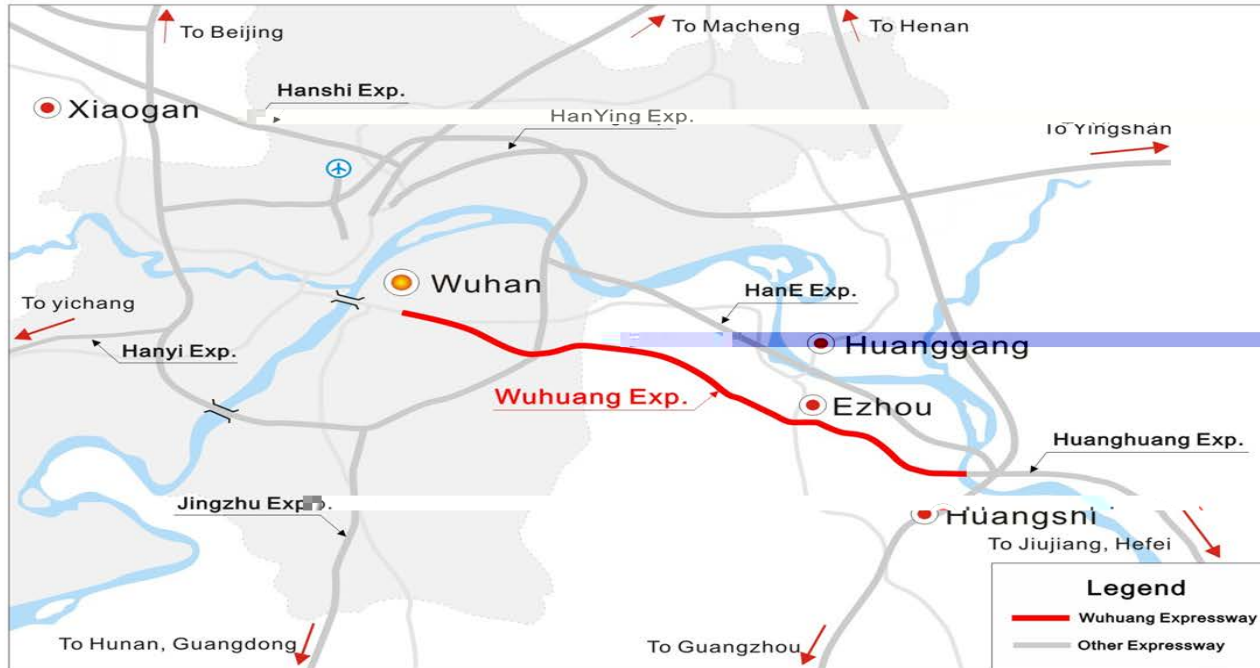 To Beijing
To Macheng
To Henan
Hanshi Exp.
Xiaogan
HanYing Exp.
To Yingshan
Wuhan
To yichang
HanE Exp.
Hanyi Exp.
Huanggang
Wuhuang Exp.
Ezhou
Huanghuang Exp.
Jingzhu Exp.
Huangshi
To Jiujiang, Hefei
Legend
Wuhuang Expressway
To Hunan, Guangdong
To Guangzhou
Other Expressway